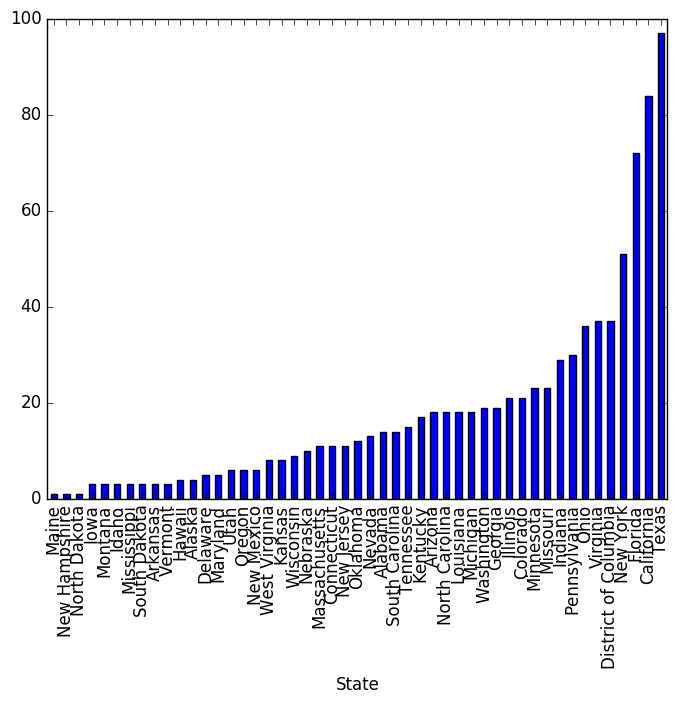 100
80
60
40
20
0
Maine
New Hampshire
North Dakota
Iowa
Montana
Idaho
Mississippi
South Dakota
Arkansas
Vermont
Hawaii
Alaska
Delaware
Maryland
Utah
Oregon
New Mexico
West Virginia
Kansas
Wisconsin
Nebraska
Massachusetts
Connecticut
New Jersey
Oklahoma
Nevada
Alabama
South Carolina
Tennessee
Kentucky
Arizona
North Carolina
Louisiana
Michigan
Washington
Georgia
Illinois
Colorado
Minnesota
Missouri
Indiana
Pennsylvania
Ohio
Virginia
District of Columbia
New York
Florida
California
Texas
State